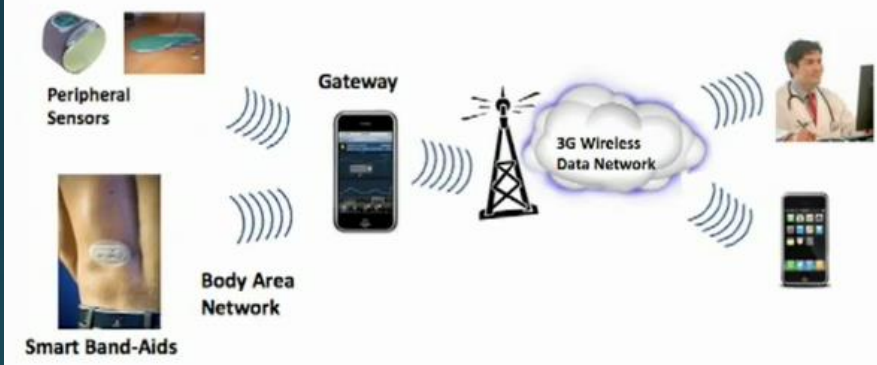 Peripheral
Sensors
Gateway
3G Wireless
Data Network
Body Area
Network
Smart Band-Aids